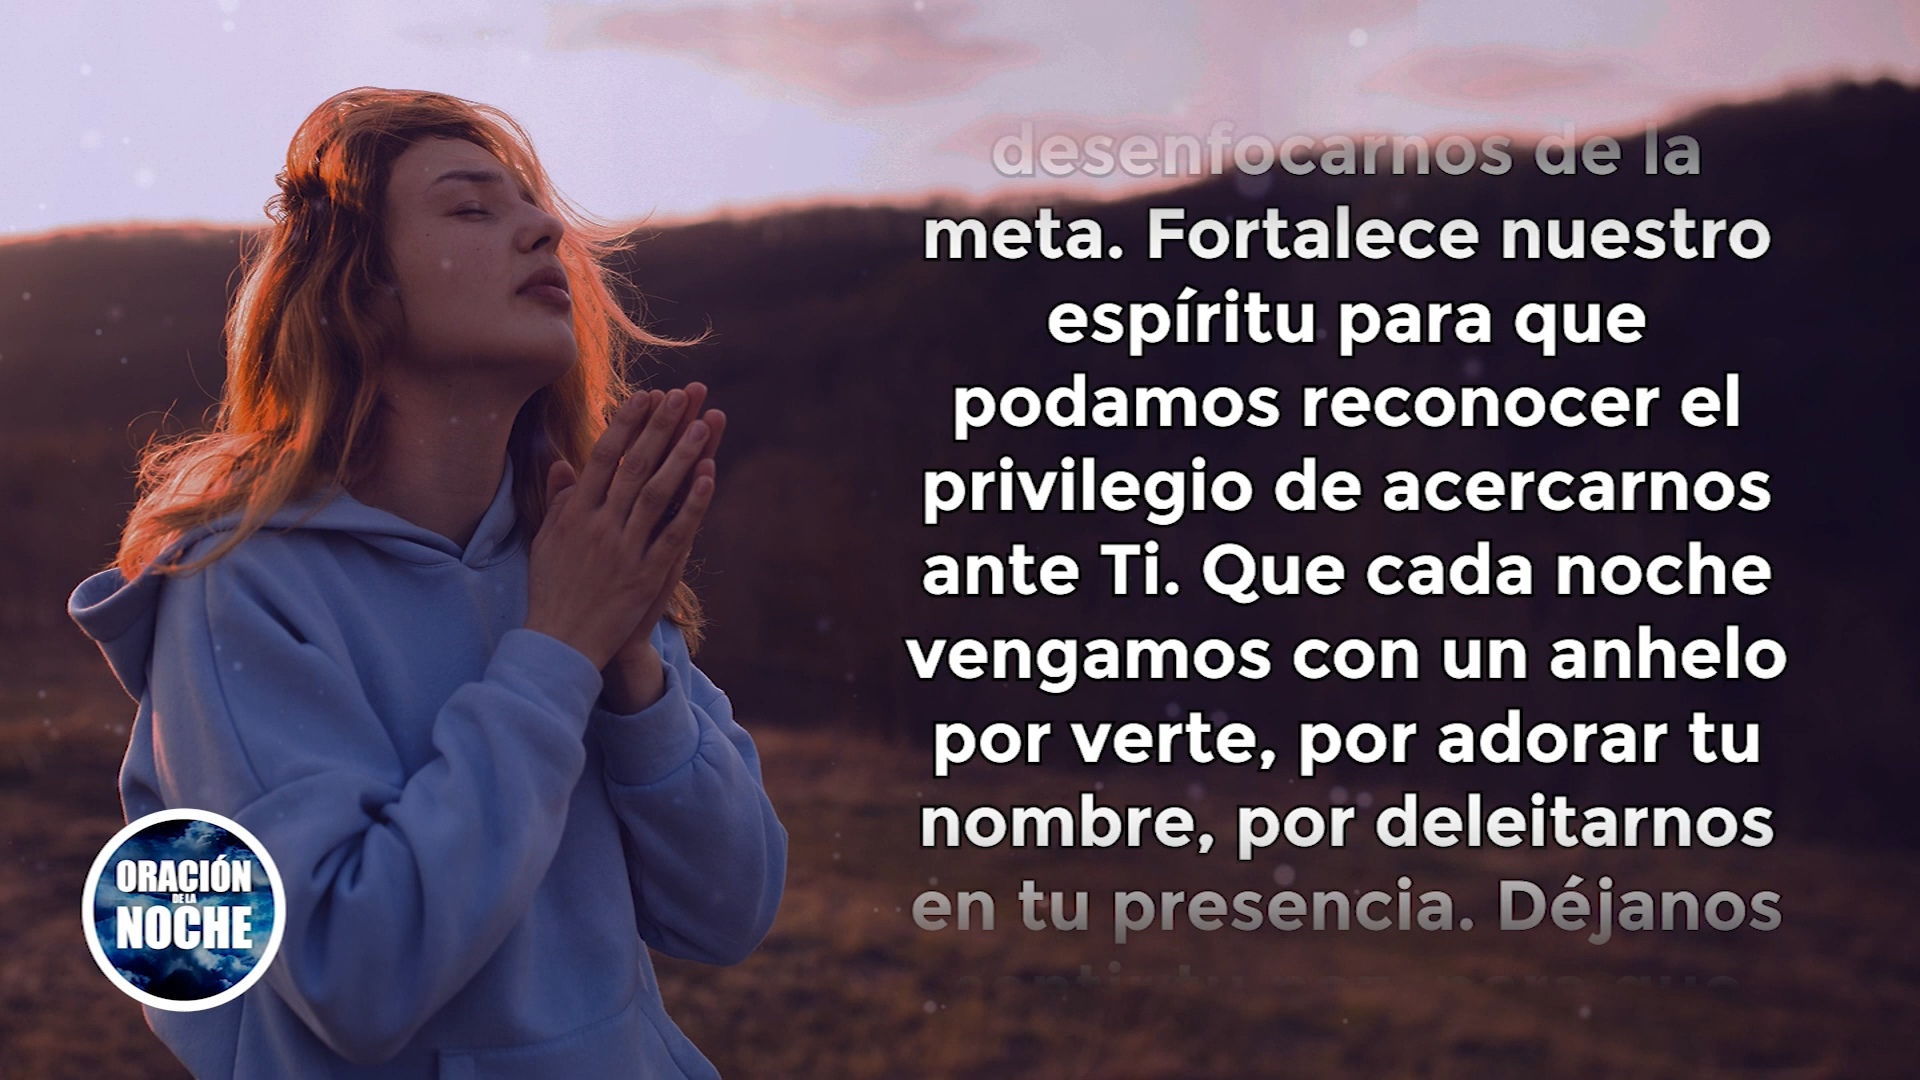 desenfocarnos de la
meta. Fortalece nuestro
espíritu para que
podamos reconocer el
privilegio de acercarnos
ante Ti. Que cada noche
vengamos con un anhelo
por verte, por adorar tu
nombre, por deleitarnos
en tu presencia. Déjanos
ORACIÓN
DE LA
NOCHE